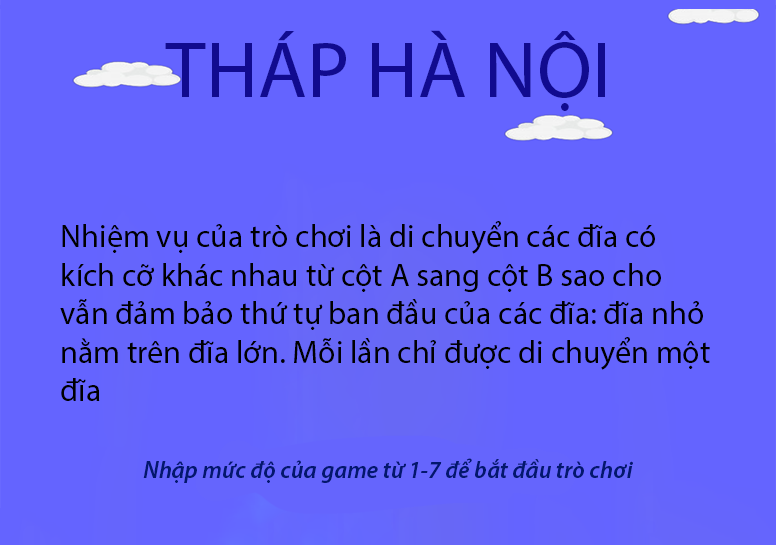 THÁP HÀ NỘI
Nhiệm vụ của trò chơi là di chuyển các đĩa có
kích cỡ khác nhau từ cột A sang cột B sao cho
vẫn đảm bảo thứ tự ban đầu của các đĩa: đĩa nhỏ
nằm trên đĩa lớn. Mỗi lần chỉ được di chuyển một
đĩa
Nhập mức độ của game từ 1-7 để bắt đầu trò chơi